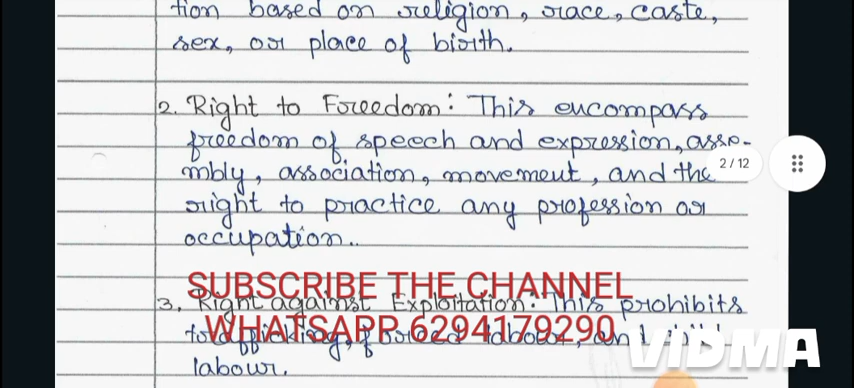 tion based on religion, race, caste,
sex, or place of birth.
2. Right to Freedom: This encompass
freedom of speech and expression, asse-
mbly, association, movement, and the
2/12
right to practice any profession or
occupation..
SUBSCRIBE THE CHANNEL
3. Right against Exploitation: This prohibits
WHATSAPP 6294179290
labour, and
VIDMA
labour.